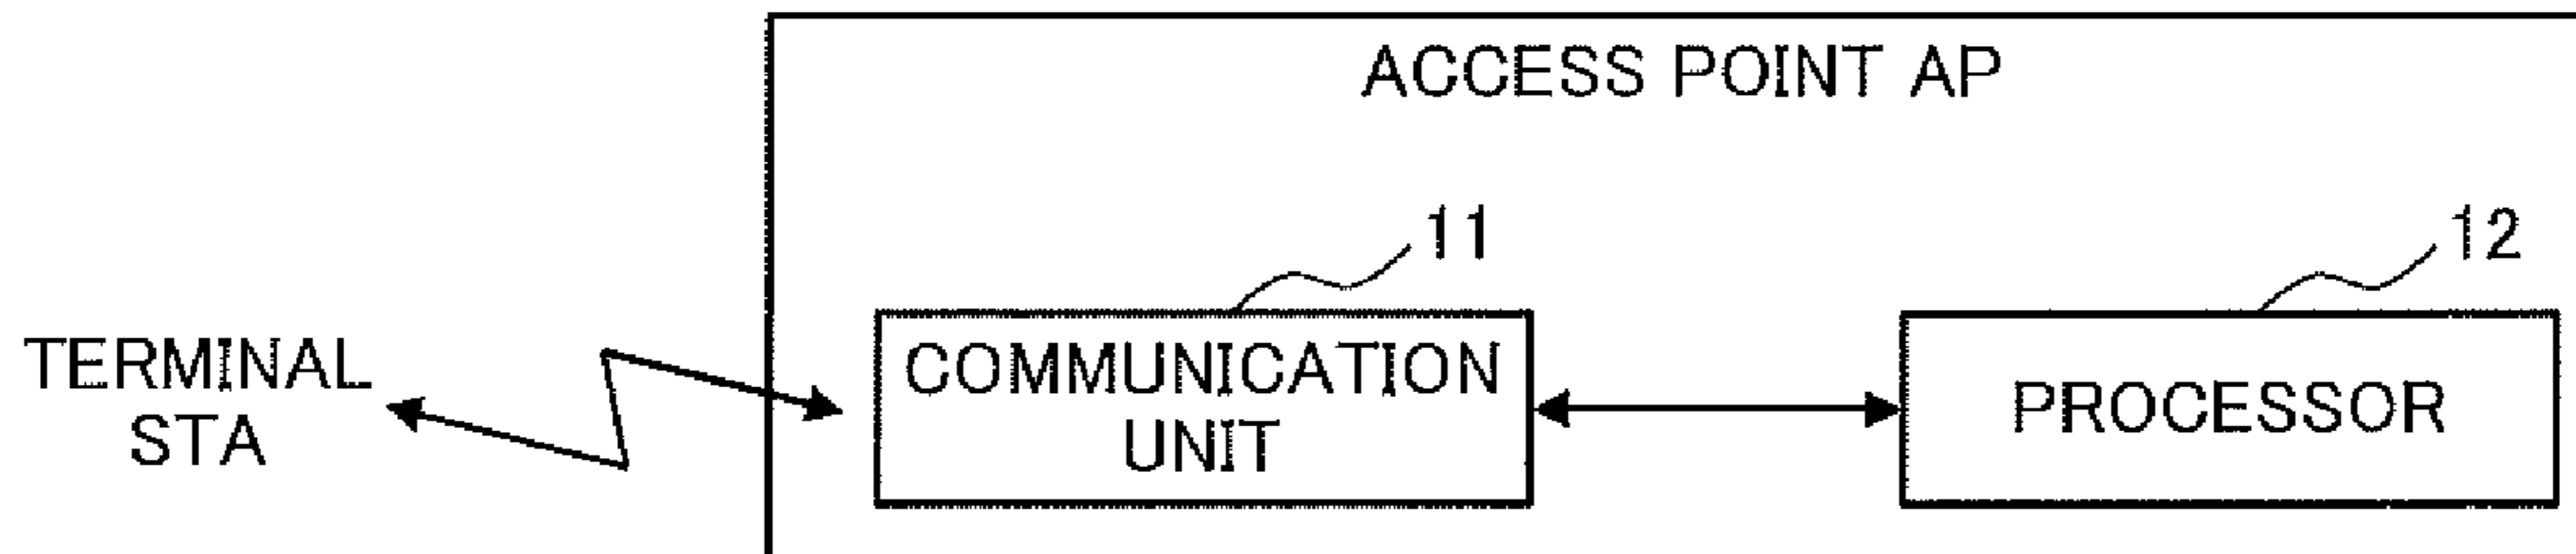 ACCESS POINT AP
11
12
TERMINAL
STA
COMMUNICATION
UNIT
PROCESSOR